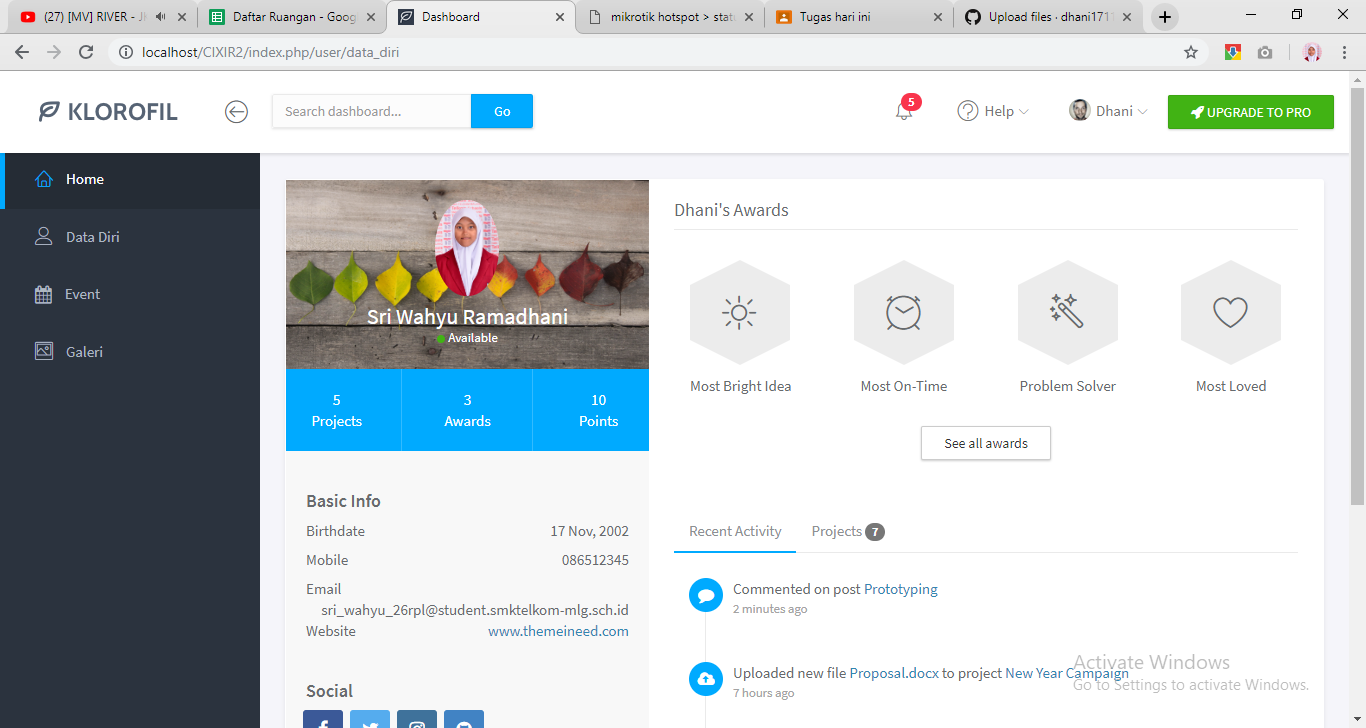 (27) [MV] RIVER - JK
Daftar Ruangan - Goog
Dashboard
mikrotik hotspot > statu
Tugas hari ini
Upload files · dhani1711
localhost/CIXIR2/index.php/user/data_diri
KLOROFIL
Search dashboard...
Go
5
Help
Dhani
UPGRADE TO PRO
Home
Data Diri
Event
Galeri
Sri Wahyu Ramadhani
Available
5
Projects
3
Awards
10
Points
Basic Info
Birthdate 17 Nov, 2002
Mobile 086512345
Email
sri_wahyu_26rpl@student.smktelkom-mlg.sch.id
Website www.themeineed.com
Social
Dhani's Awards
Most Bright Idea
Most On-Time
Problem Solver
Most Loved
See all awards
Recent Activity
Projects 7
Commented on post Prototyping
2 minutes ago
Uploaded new file Proposal.docx to project New Year Campaign
7 hours ago
Activate Windows
Go to Settings to activate Windows.